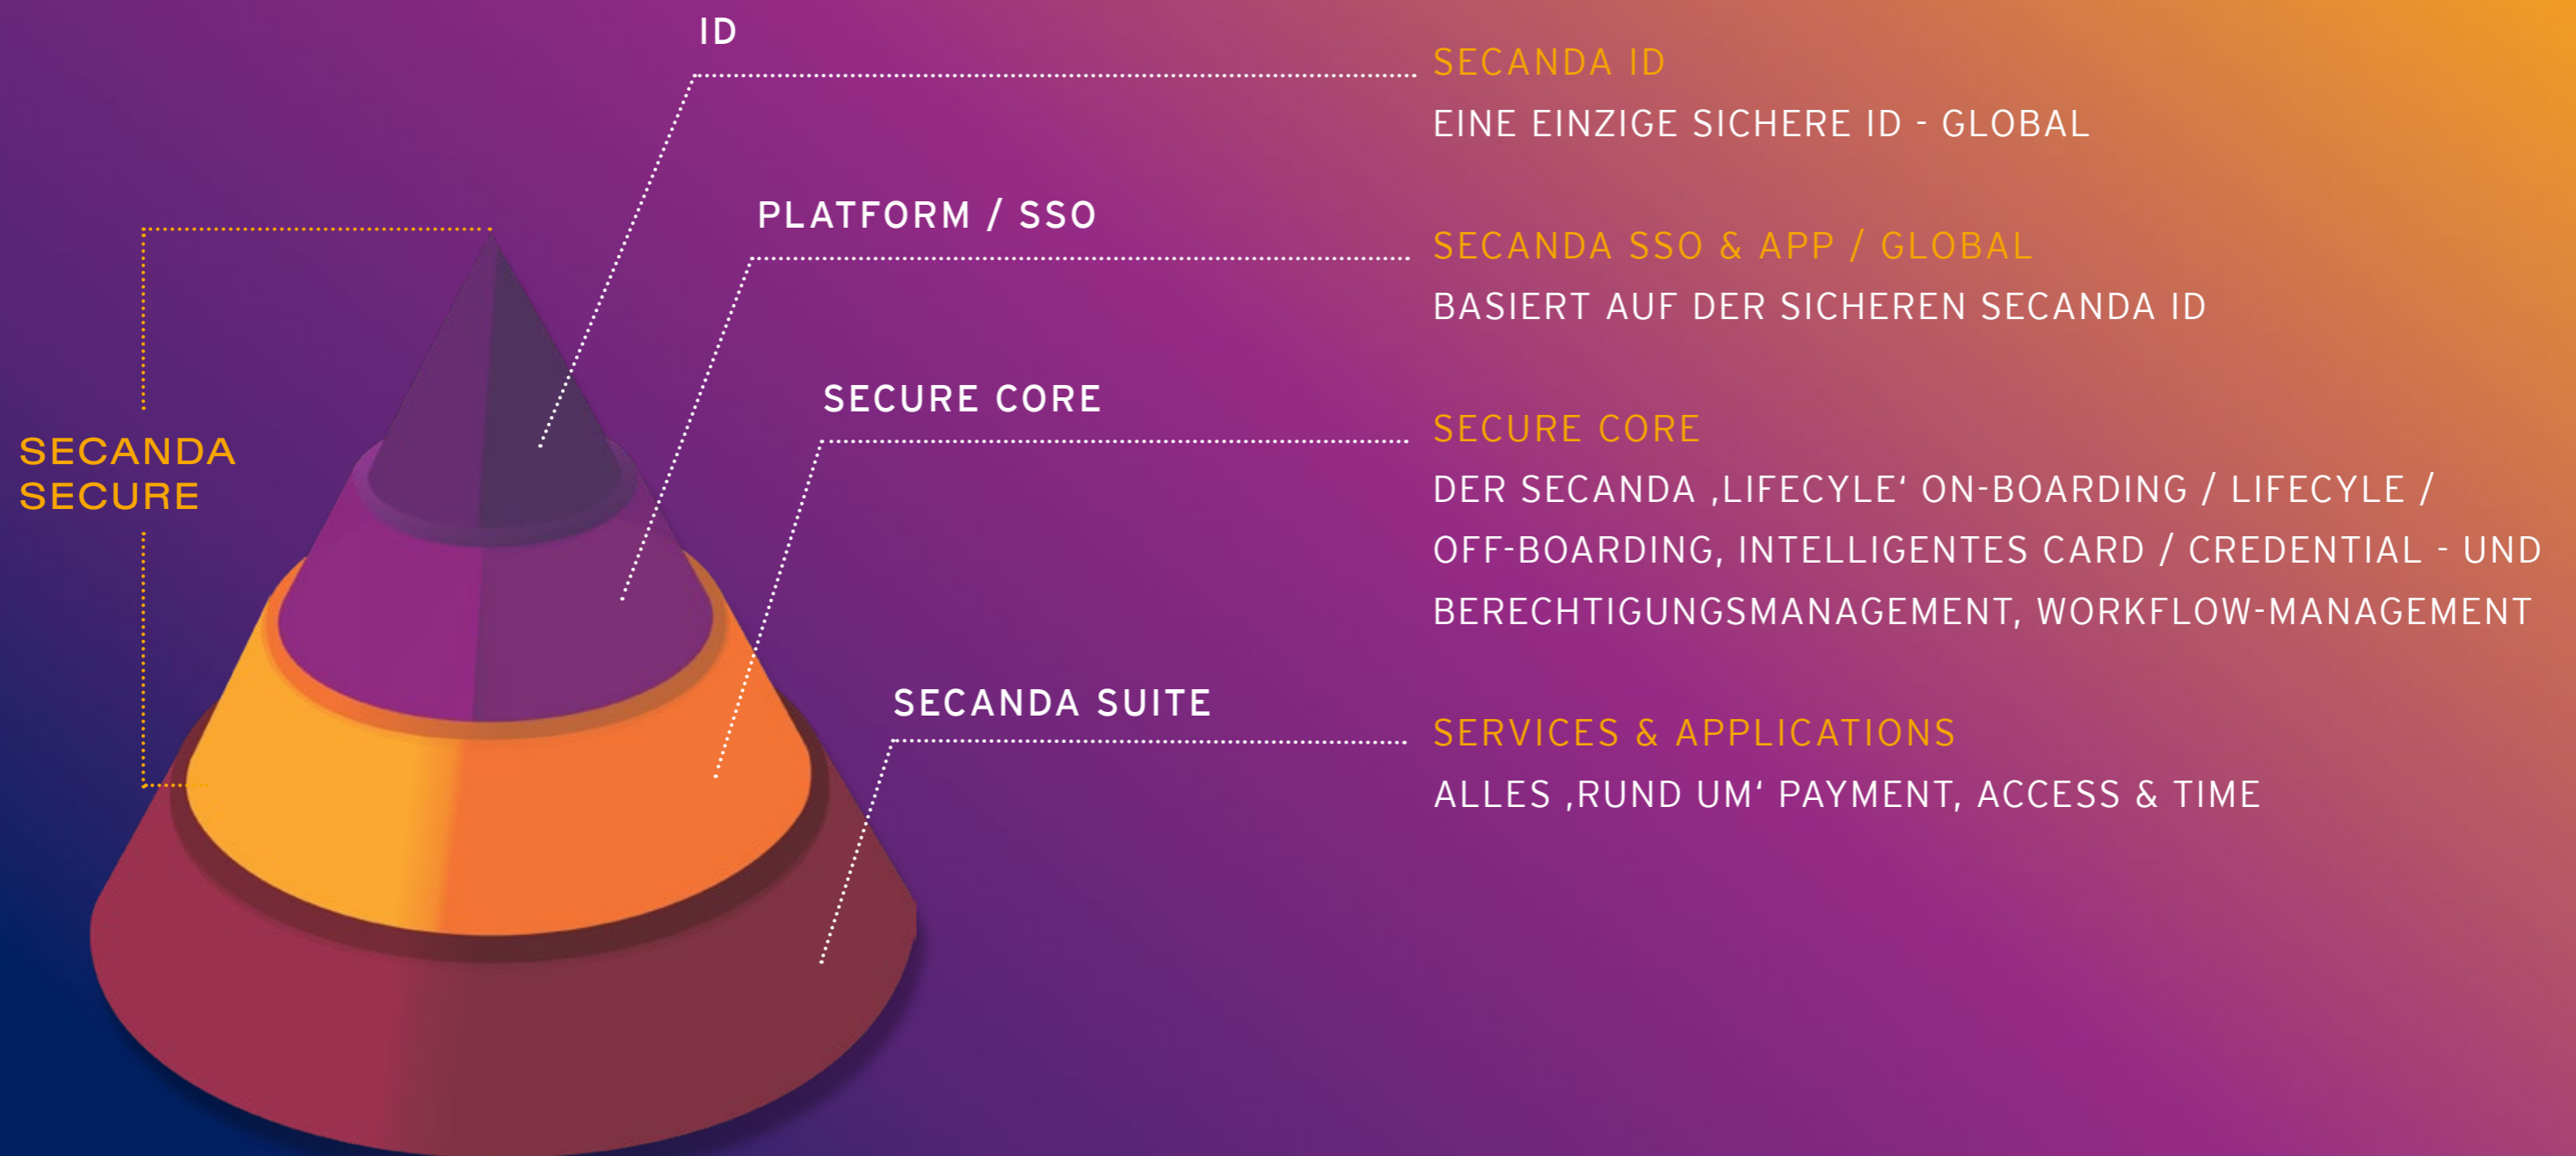 ID
SECANDA ID
EINE EINZIGE SICHERE ID - GLOBAL
PLATFORM / SSO
SECANDA SSO & APP / GLOBAL
BASIERT AUF DER SICHEREN SECANDA ID
SECURE CORE
SECURE CORE
DER SECANDA ‚LIFECYLE‘ ON-BOARDING / LIFECYLE /
OFF-BOARDING, INTELLIGENTES CARD / CREDENTIAL - UND
BERECHTIGUNGSMANAGEMENT, WORKFLOW-MANAGEMENT
SECANDA
SECURE
SECANDA SUITE
SERVICES & APPLICATIONS
ALLES ‚RUND UM‘ PAYMENT, ACCESS & TIME